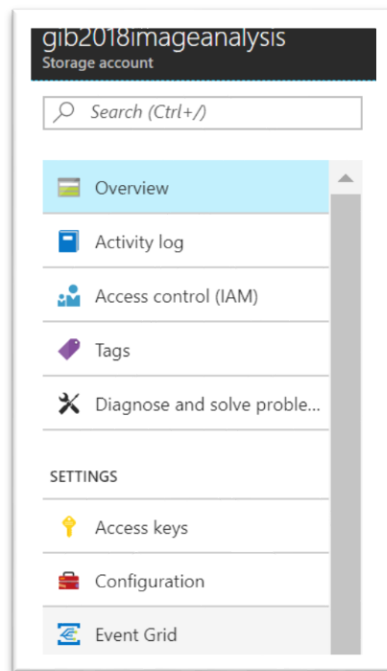 gib2018imageanalysis
Storage account
Search (Ctrl+/)
Overview
Activity log
Access control (IAM)
Tags
Diagnose and solve proble...
SETTINGS
Access keys
Configuration
Event Grid